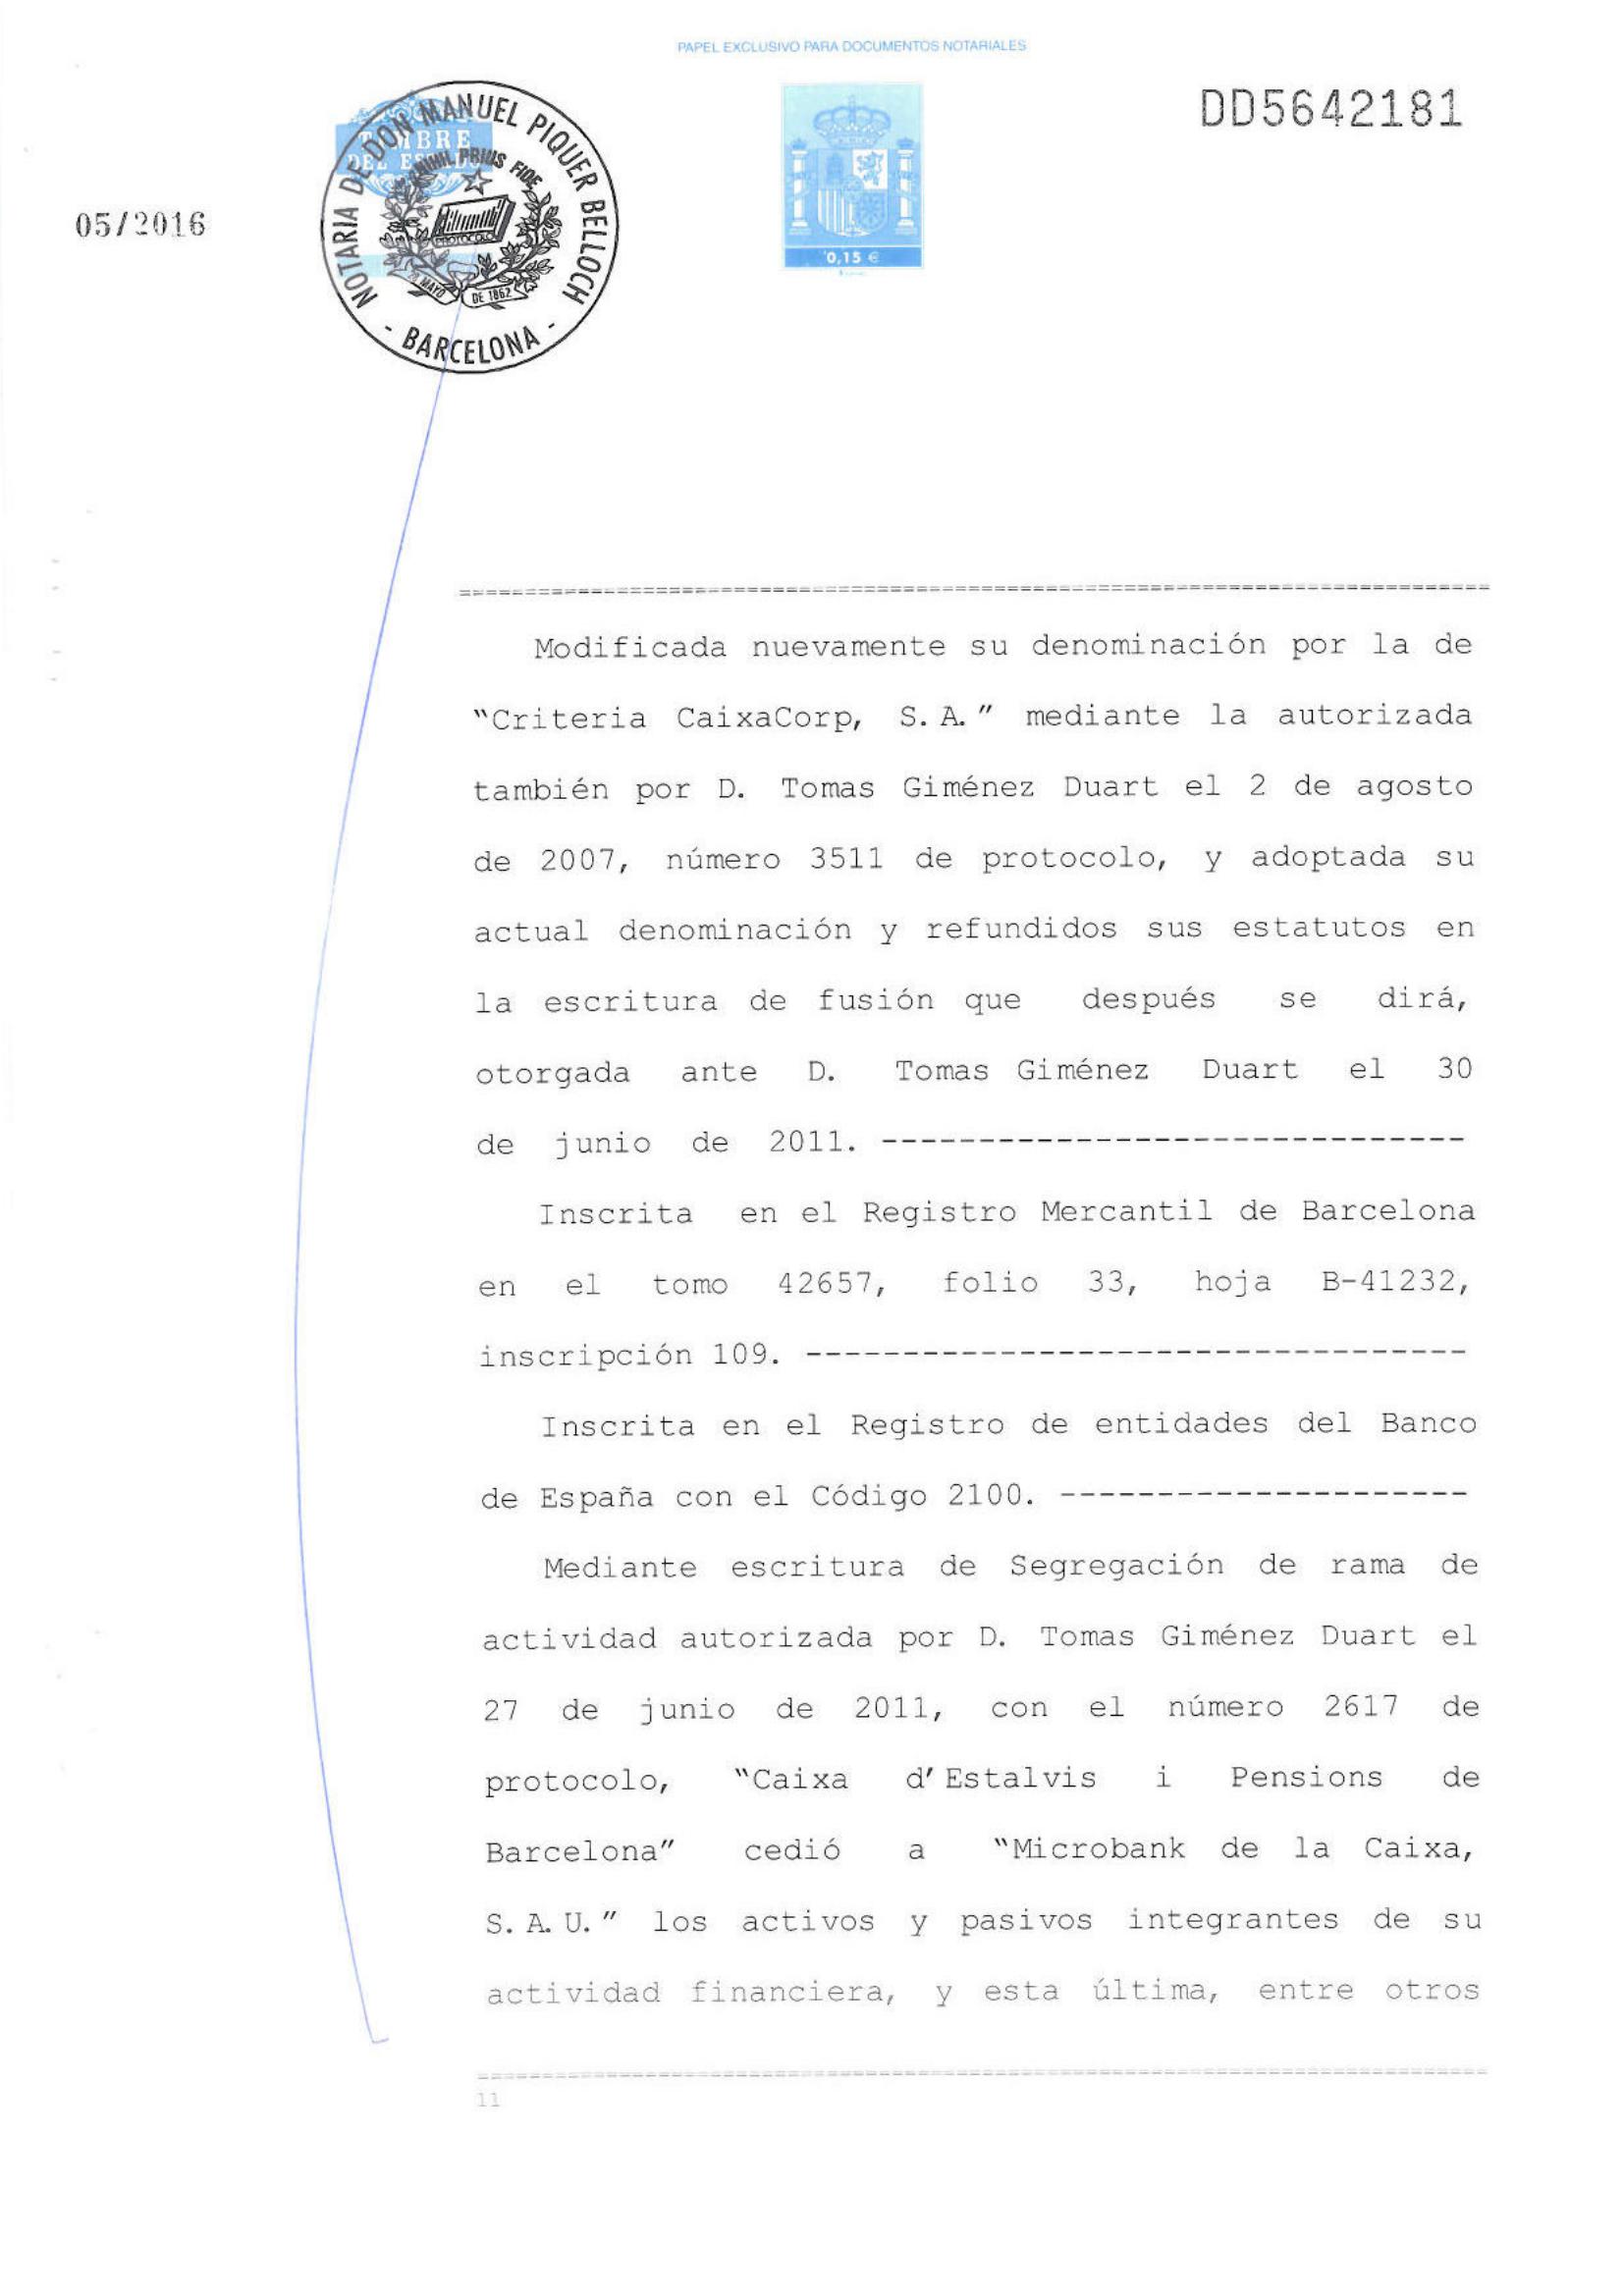 PAPEL EXCLUSIVO PARA DOCUMENTOS NOTARIALES
DD5642181
05/2016
NOTARIA DE DON MANUEL PIQUER BELLOCH
- BARCELONA -
TIMBRE
DEL ESTADO
NIHIL PRIUS FIDE
PROTOCOLO
MAYO
DE 1862
0,15 €
Modificada nuevamente su denominación por la de
"Criteria CaixaCorp, S.A." mediante la autorizada
también por D. Tomas Giménez Duart el 2 de agosto
de 2007, número 3511 de protocolo, y adoptada su
actual denominación y refundidos sus estatutos en
la escritura de fusión que después se dirá,
otorgada ante D. Tomas Giménez Duart el 30
de junio de 2011. ------------------------------
Inscrita en el Registro Mercantil de Barcelona
en el tomo 42657, folio 33, hoja B-41232,
inscripción 109. ----------------------------------
Inscrita en el Registro de entidades del Banco
de España con el Código 2100. ---------------------
Mediante escritura de Segregación de rama de
actividad autorizada por D. Tomas Giménez Duart el
27 de junio de 2011, con el número 2617 de
protocolo, "Caixa d'Estalvis i Pensions de
Barcelona" cedió a "Microbank de la Caixa,
S.A.U." los activos y pasivos integrantes de su
actividad financiera, y esta última, entre otros
11